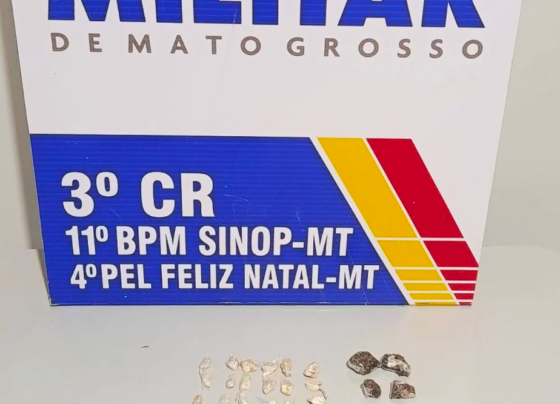 MILITAR
DE MATO GROSSO
3º CR
11º BPM SINOP-MT
4º PEL FELIZ NATAL-MT